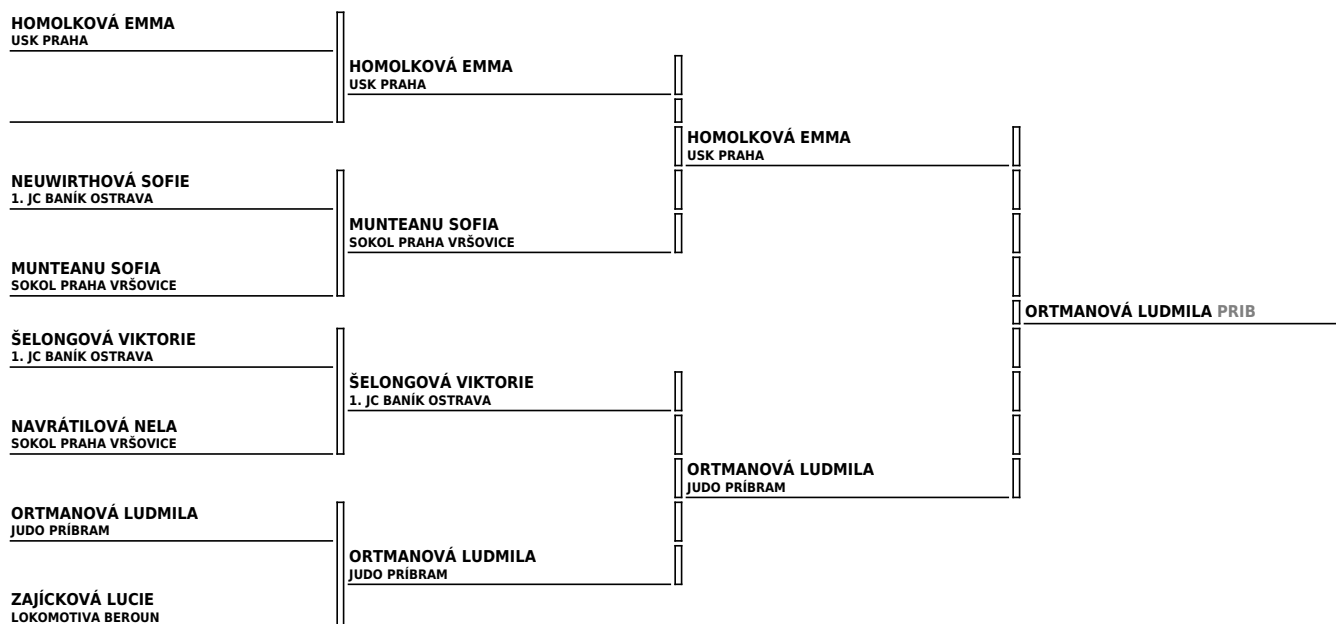 HOMOLKOVÁ EMMA
USK PRAHA
HOMOLKOVÁ EMMA
USK PRAHA
HOMOLKOVÁ EMMA
USK PRAHA
NEUWIRTHOVÁ SOFIE
1. JC BANÍK OSTRAVA
MUNTEANU SOFIA
SOKOL PRAHA VRŠOVICE
MUNTEANU SOFIA
SOKOL PRAHA VRŠOVICE
ORTMANOVÁ LUDMILA PRIB
ŠELONGOVÁ VIKTORIE
1. JC BANÍK OSTRAVA
ŠELONGOVÁ VIKTORIE
1. JC BANÍK OSTRAVA
NAVRÁTILOVÁ NELA
SOKOL PRAHA VRŠOVICE
ORTMANOVÁ LUDMILA
JUDO PRÍBRAM
ORTMANOVÁ LUDMILA
JUDO PRÍBRAM
ORTMANOVÁ LUDMILA
JUDO PRÍBRAM
ZAJÍCKOVÁ LUCIE
LOKOMOTIVA BEROUN